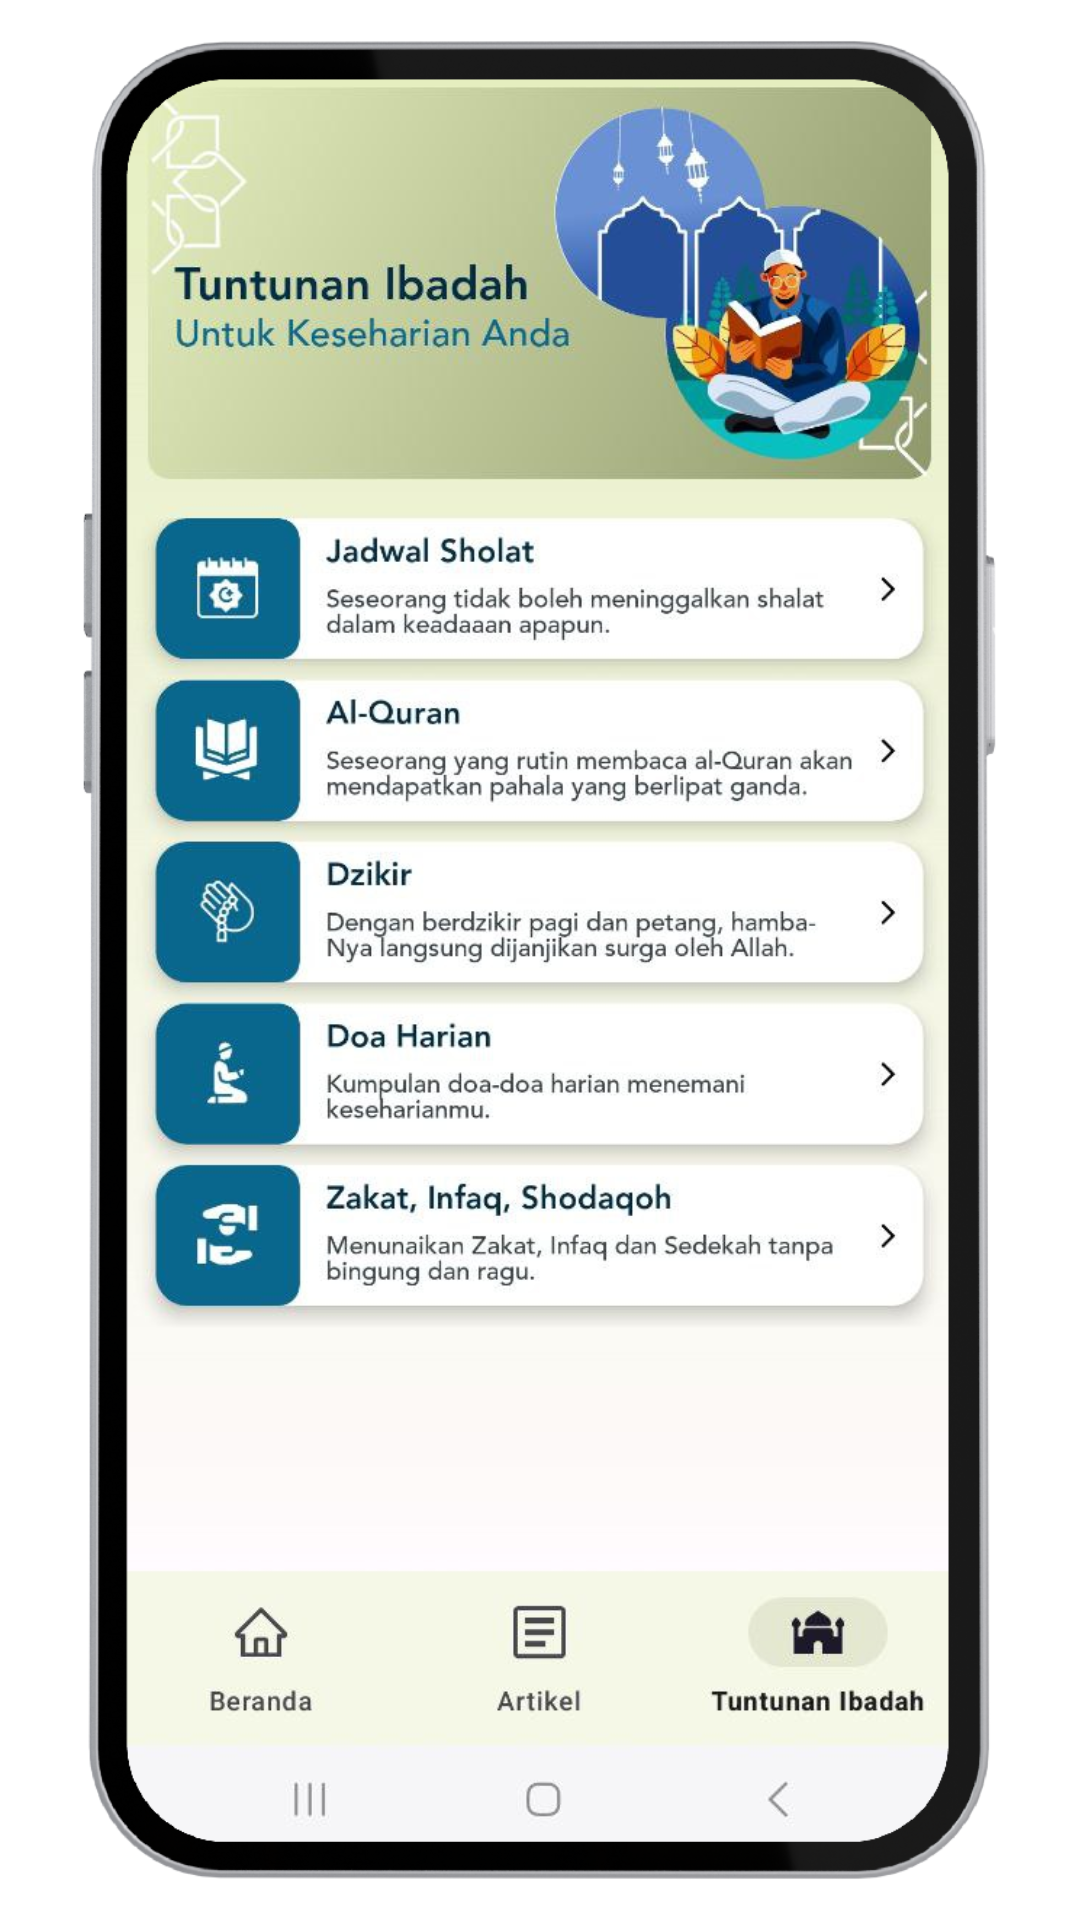 Tuntunan Ibadah
Untuk Keseharian Anda
Jadwal Sholat
Seseorang tidak boleh meninggalkan shalat
dalam keadaaan apapun.
Al-Quran
Seseorang yang rutin membaca al-Quran akan
mendapatkan pahala yang berlipat ganda.
Dzikir
Dengan berdzikir pagi dan petang, hamba-
Nya langsung dijanjikan surga oleh Allah.
Doa Harian
Kumpulan doa-doa harian menemani
keseharianmu.
Zakat, Infaq, Shodaqoh
Menunaikan Zakat, Infaq dan Sedekah tanpa
bingung dan ragu.
Beranda
Artikel
Tuntunan Ibadah